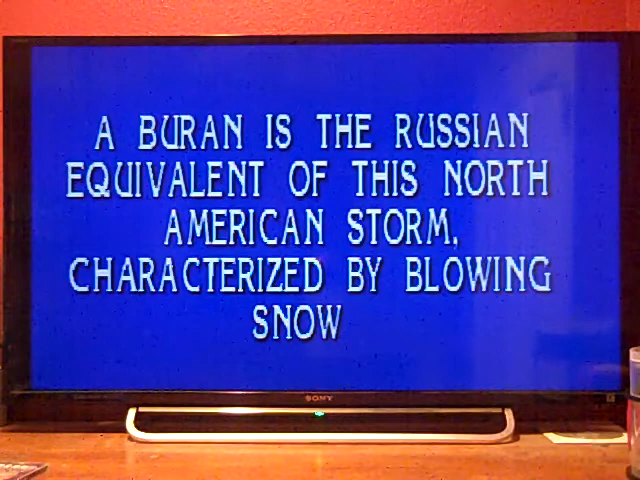 A BURAN IS THE RUSSIAN
EQUIVALENT OF THIS NORTH
AMERICAN STORM,
CHARACTERIZED BY BLOWING
SNOW
SONY